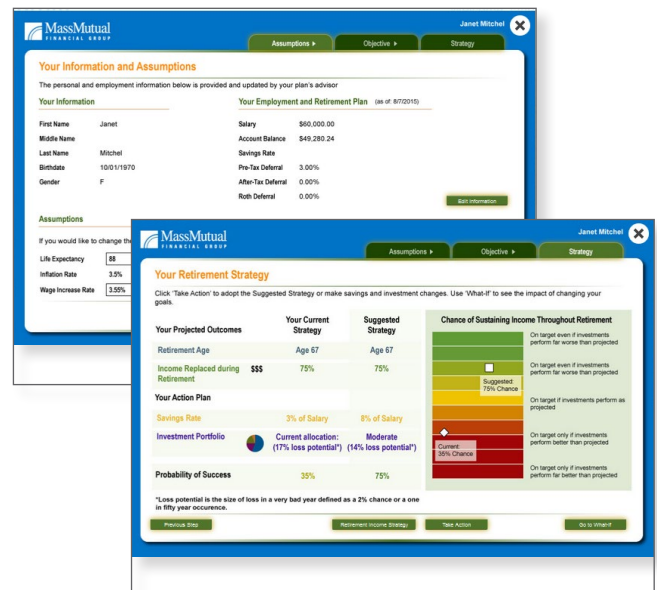 MassMutual
FINANCIAL GROUP
Janet Mitchel
Assumptions
Objective
Strategy
Your Information and Assumptions
The personal and employment information below is provided and updated by your plan's advisor
Your Information
First Name Janet
Middle Name
Last Name Mitchel
Birthdate 10/01/1970
Gender F
Your Employment and Retirement Plan (as of: 8/7/2015)
Salary $60,000.00
Account Balance $49,280.24
Savings Rate
Pre-Tax Deferral 3.00%
After-Tax Deferral 0.00%
Roth Deferral 0.00%
Edit Information
Assumptions
If you would like to change the
Life Expectancy 88
Inflation Rate 3.5%
Wage Increase Rate 3.55%
MassMutual
FINANCIAL GROUP
Janet Mitchel
Assumptions
Objective
Strategy
Your Retirement Strategy
Click 'Take Action' to adopt the Suggested Strategy or make savings and investment changes. Use 'What-If' to see the impact of changing your
goals.
Your Projected Outcomes
Your Current
Strategy
Suggested
Strategy
Retirement Age Age 67 Age 67
Income Replaced during $$$ 75% 75%
Retirement
Your Action Plan
Savings Rate 3% of Salary 8% of Salary
Investment Portfolio Current allocation: Moderate
(17% loss potential*) (14% loss potential*)
Probability of Success 35% 75%
Chance of Sustaining Income Throughout Retirement
On target even if investments
perform far worse than projected
On target even if investments
perform far worse than projected
Suggested:
75% Chance
On target if investments perform as
projected
On target only if investments
perform better than projected
Current:
35% Chance
On target only if investments
perform far better than projected
*Loss potential is the size of loss in a very bad year defined as a 2% chance or a one
in fifty year occurence.
Previous Step
Retirement Income Strategy
Take Action
Go to What-If